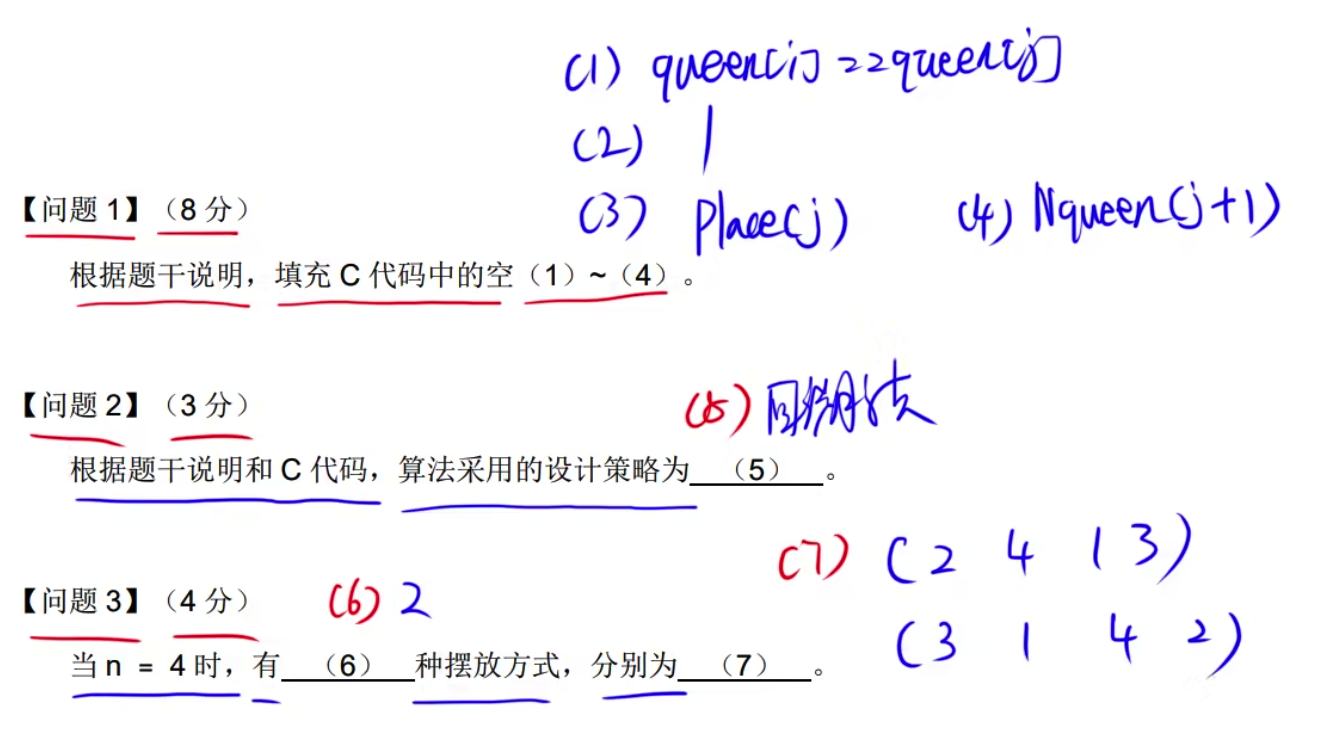 (1) queen[i] == queen[j]
(2) 1
【问题 1】（8 分）
(3) Place(j) (4) Nqueen(j+1)
根据题干说明，填充 C 代码中的空（1）~（4）。
【问题 2】（3 分）
(5) 回溯法
根据题干说明和 C 代码，算法采用的设计策略为 （5） 。
(7) (2 4 1 3)
【问题 3】（4 分） (6) 2
(3 1 4 2)
当 n = 4 时，有 （6） 种摆放方式，分别为 （7） 。